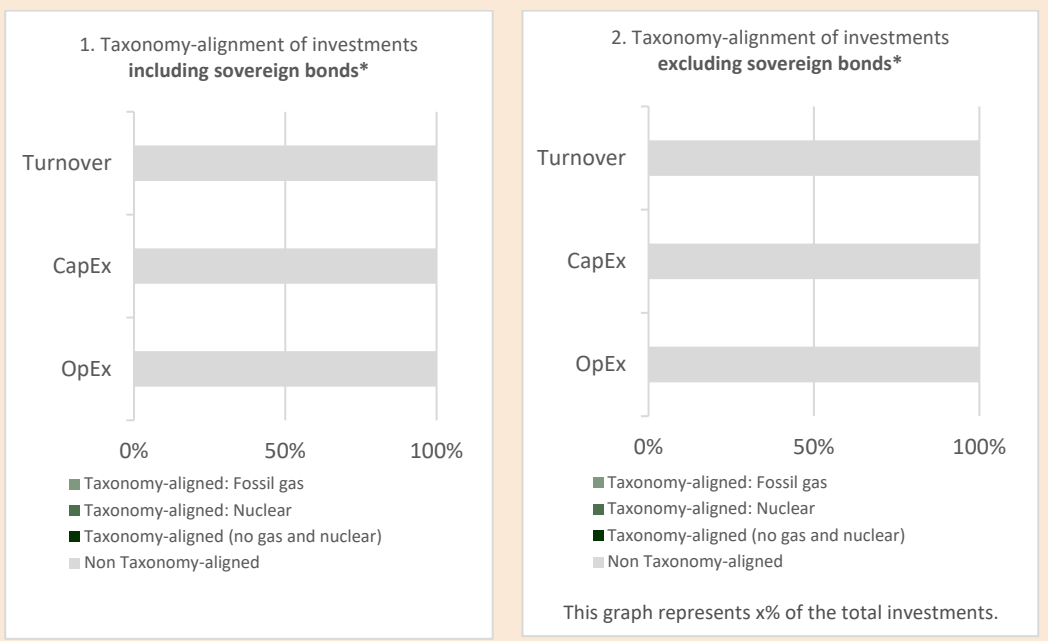 1. Taxonomy-alignment of investments
including sovereign bonds*
Turnover
CapEx
OpEx
0% 50% 100%
Taxonomy-aligned: Fossil gas
Taxonomy-aligned: Nuclear
Taxonomy-aligned (no gas and nuclear)
Non Taxonomy-aligned
2. Taxonomy-alignment of investments
excluding sovereign bonds*
Turnover
CapEx
OpEx
0% 50% 100%
Taxonomy-aligned: Fossil gas
Taxonomy-aligned: Nuclear
Taxonomy-aligned (no gas and nuclear)
Non Taxonomy-aligned
This graph represents x% of the total investments.